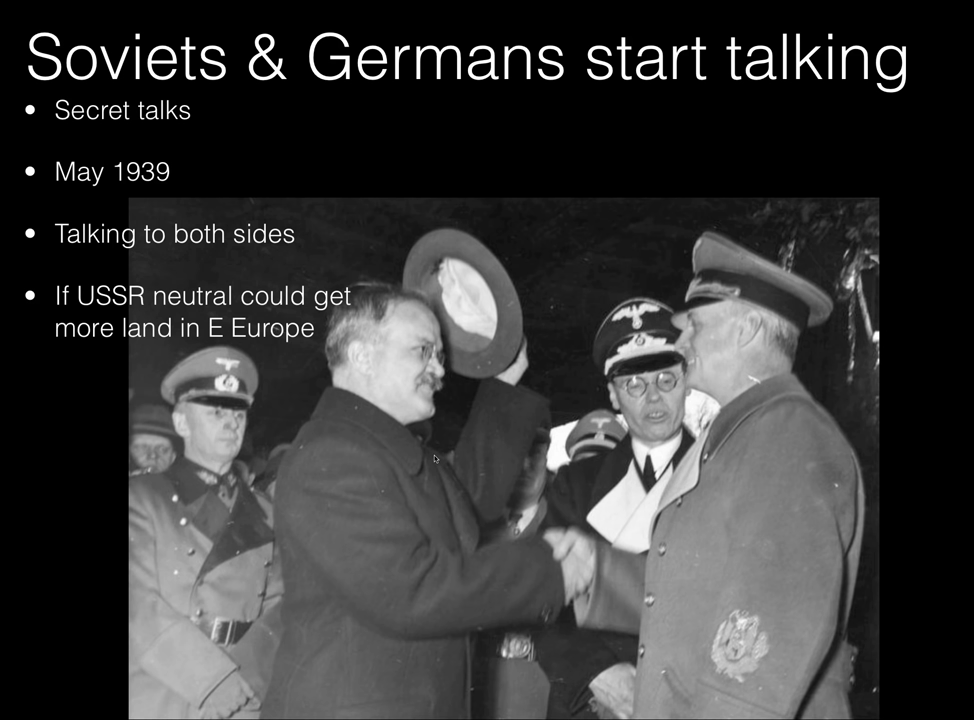 Soviets & Germans start talking
• Secret talks
• May 1939
• Talking to both sides
• If USSR neutral could get
more land in E Europe